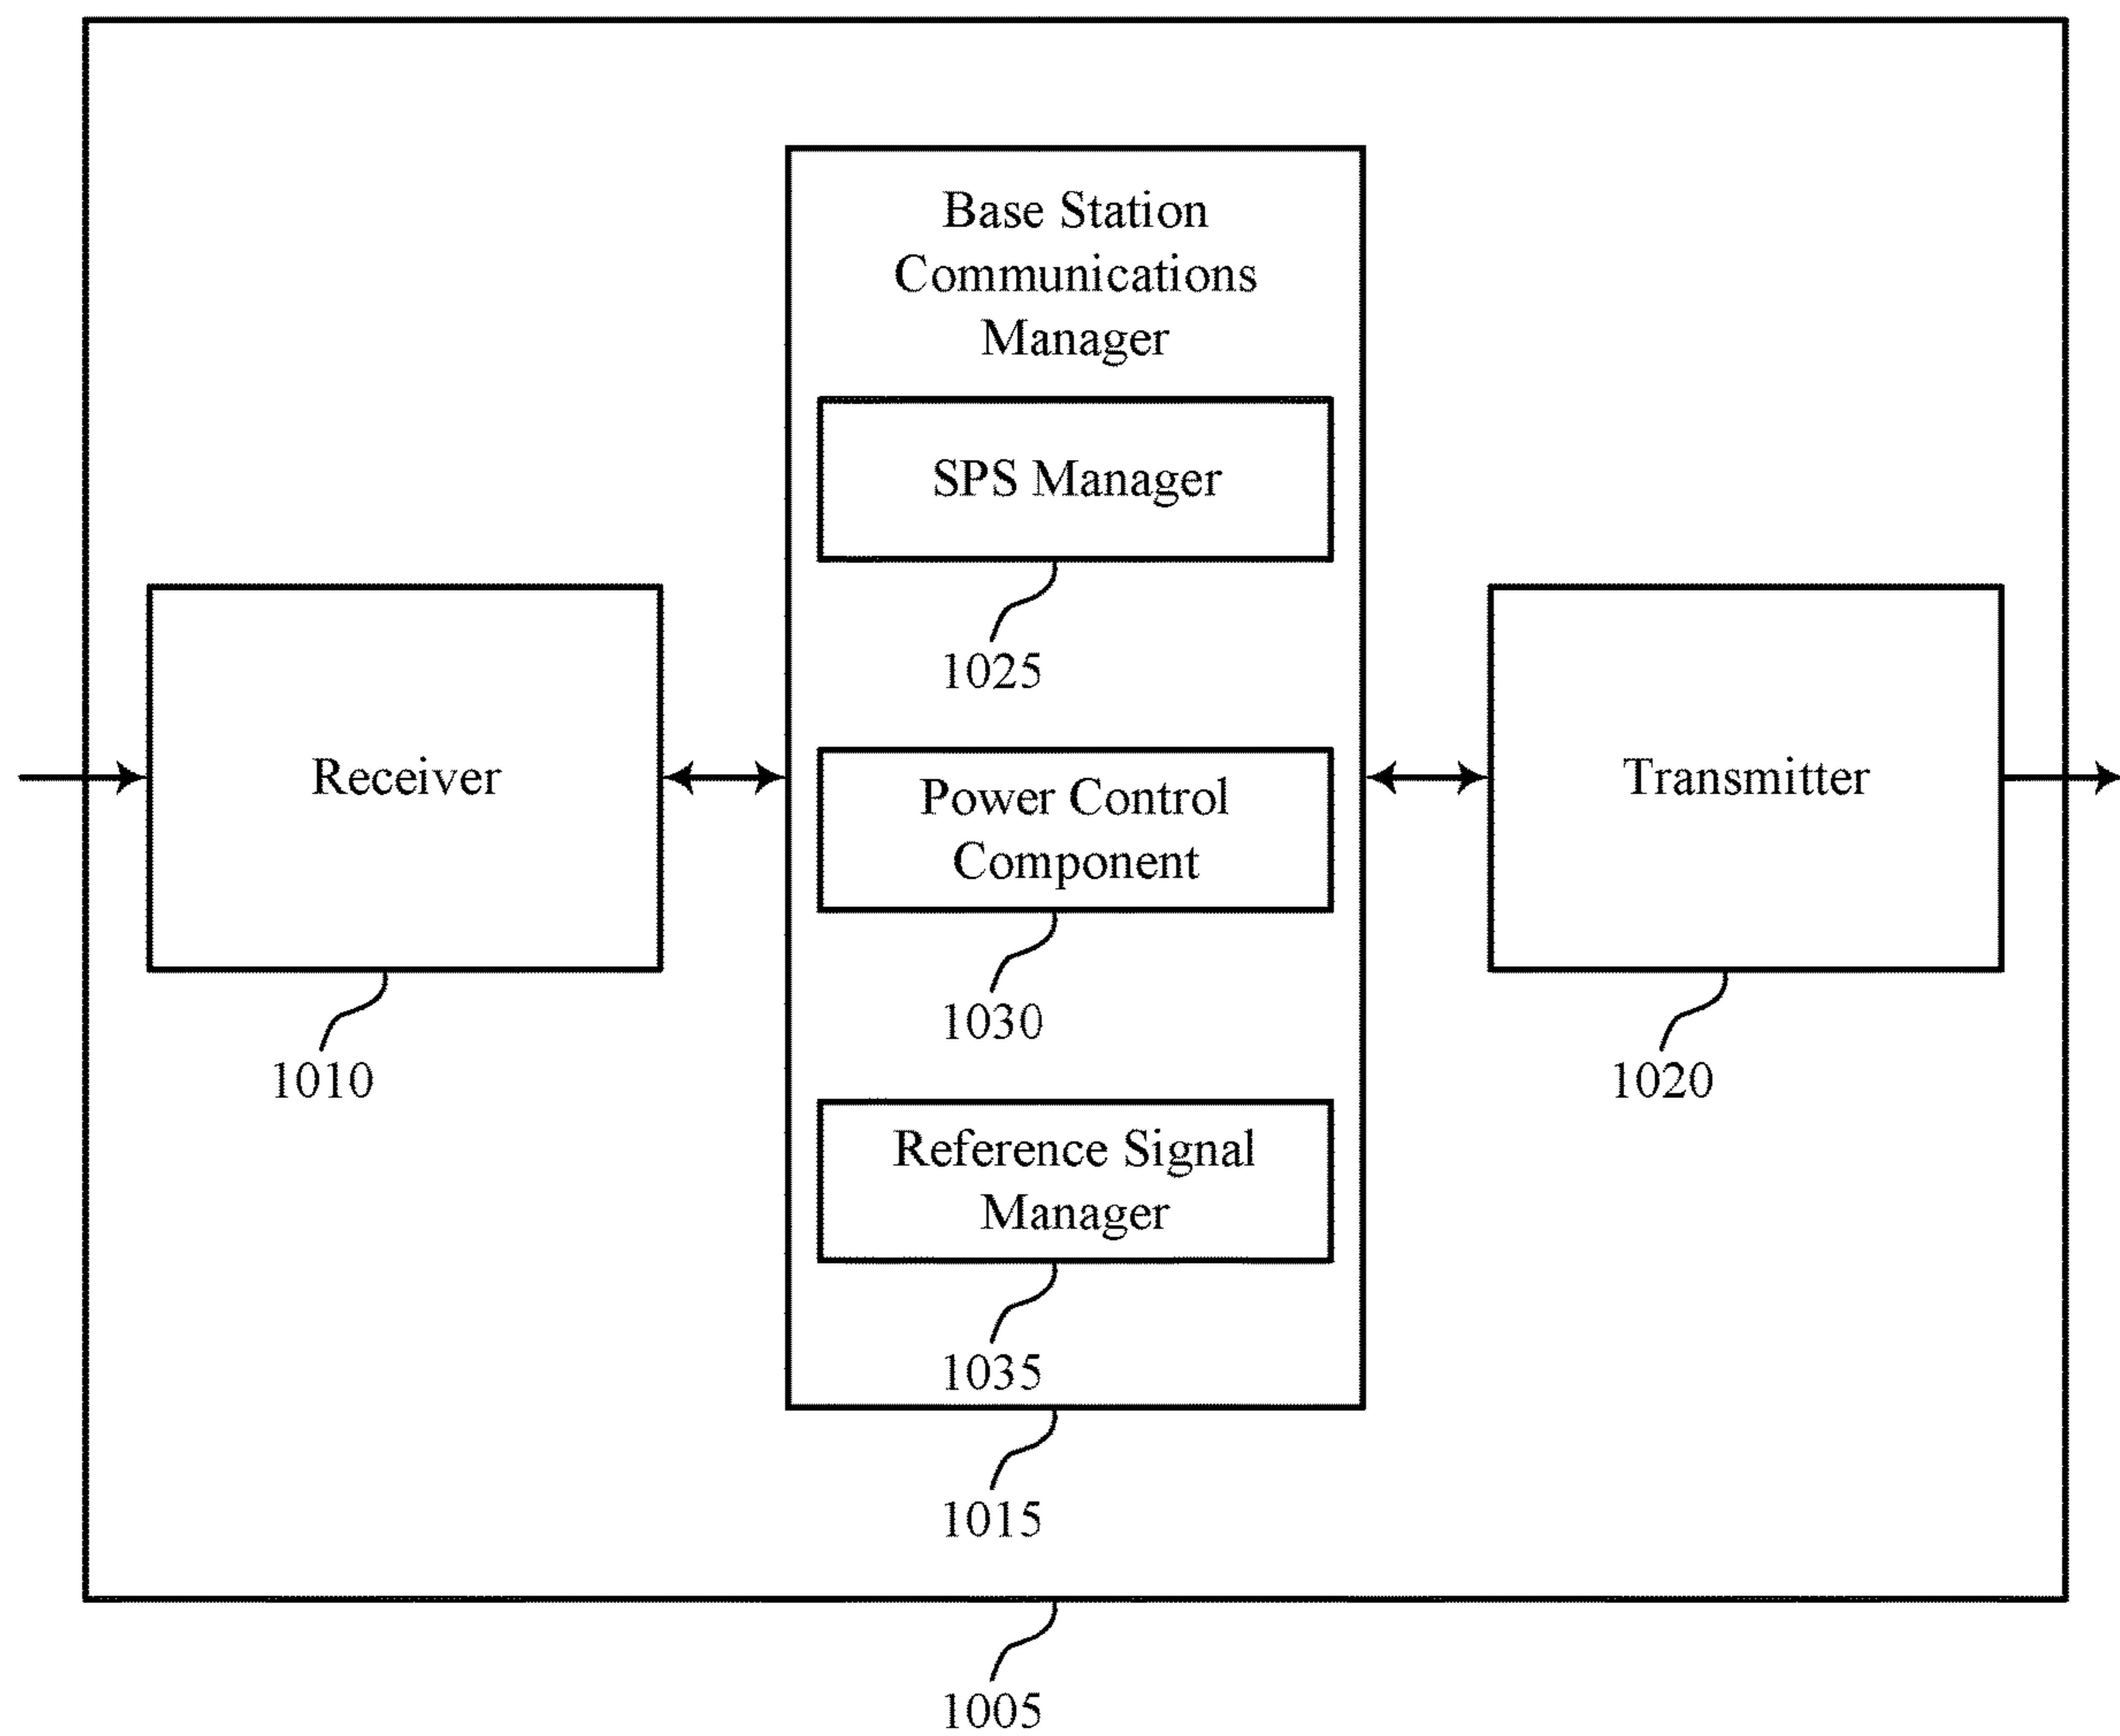 Base Station
Communications
Manager
SPS Manager
1025
Receiver
1010
Power Control
Component
1030
Transmitter
1020
Reference Signal
Manager
1035
1015
1005